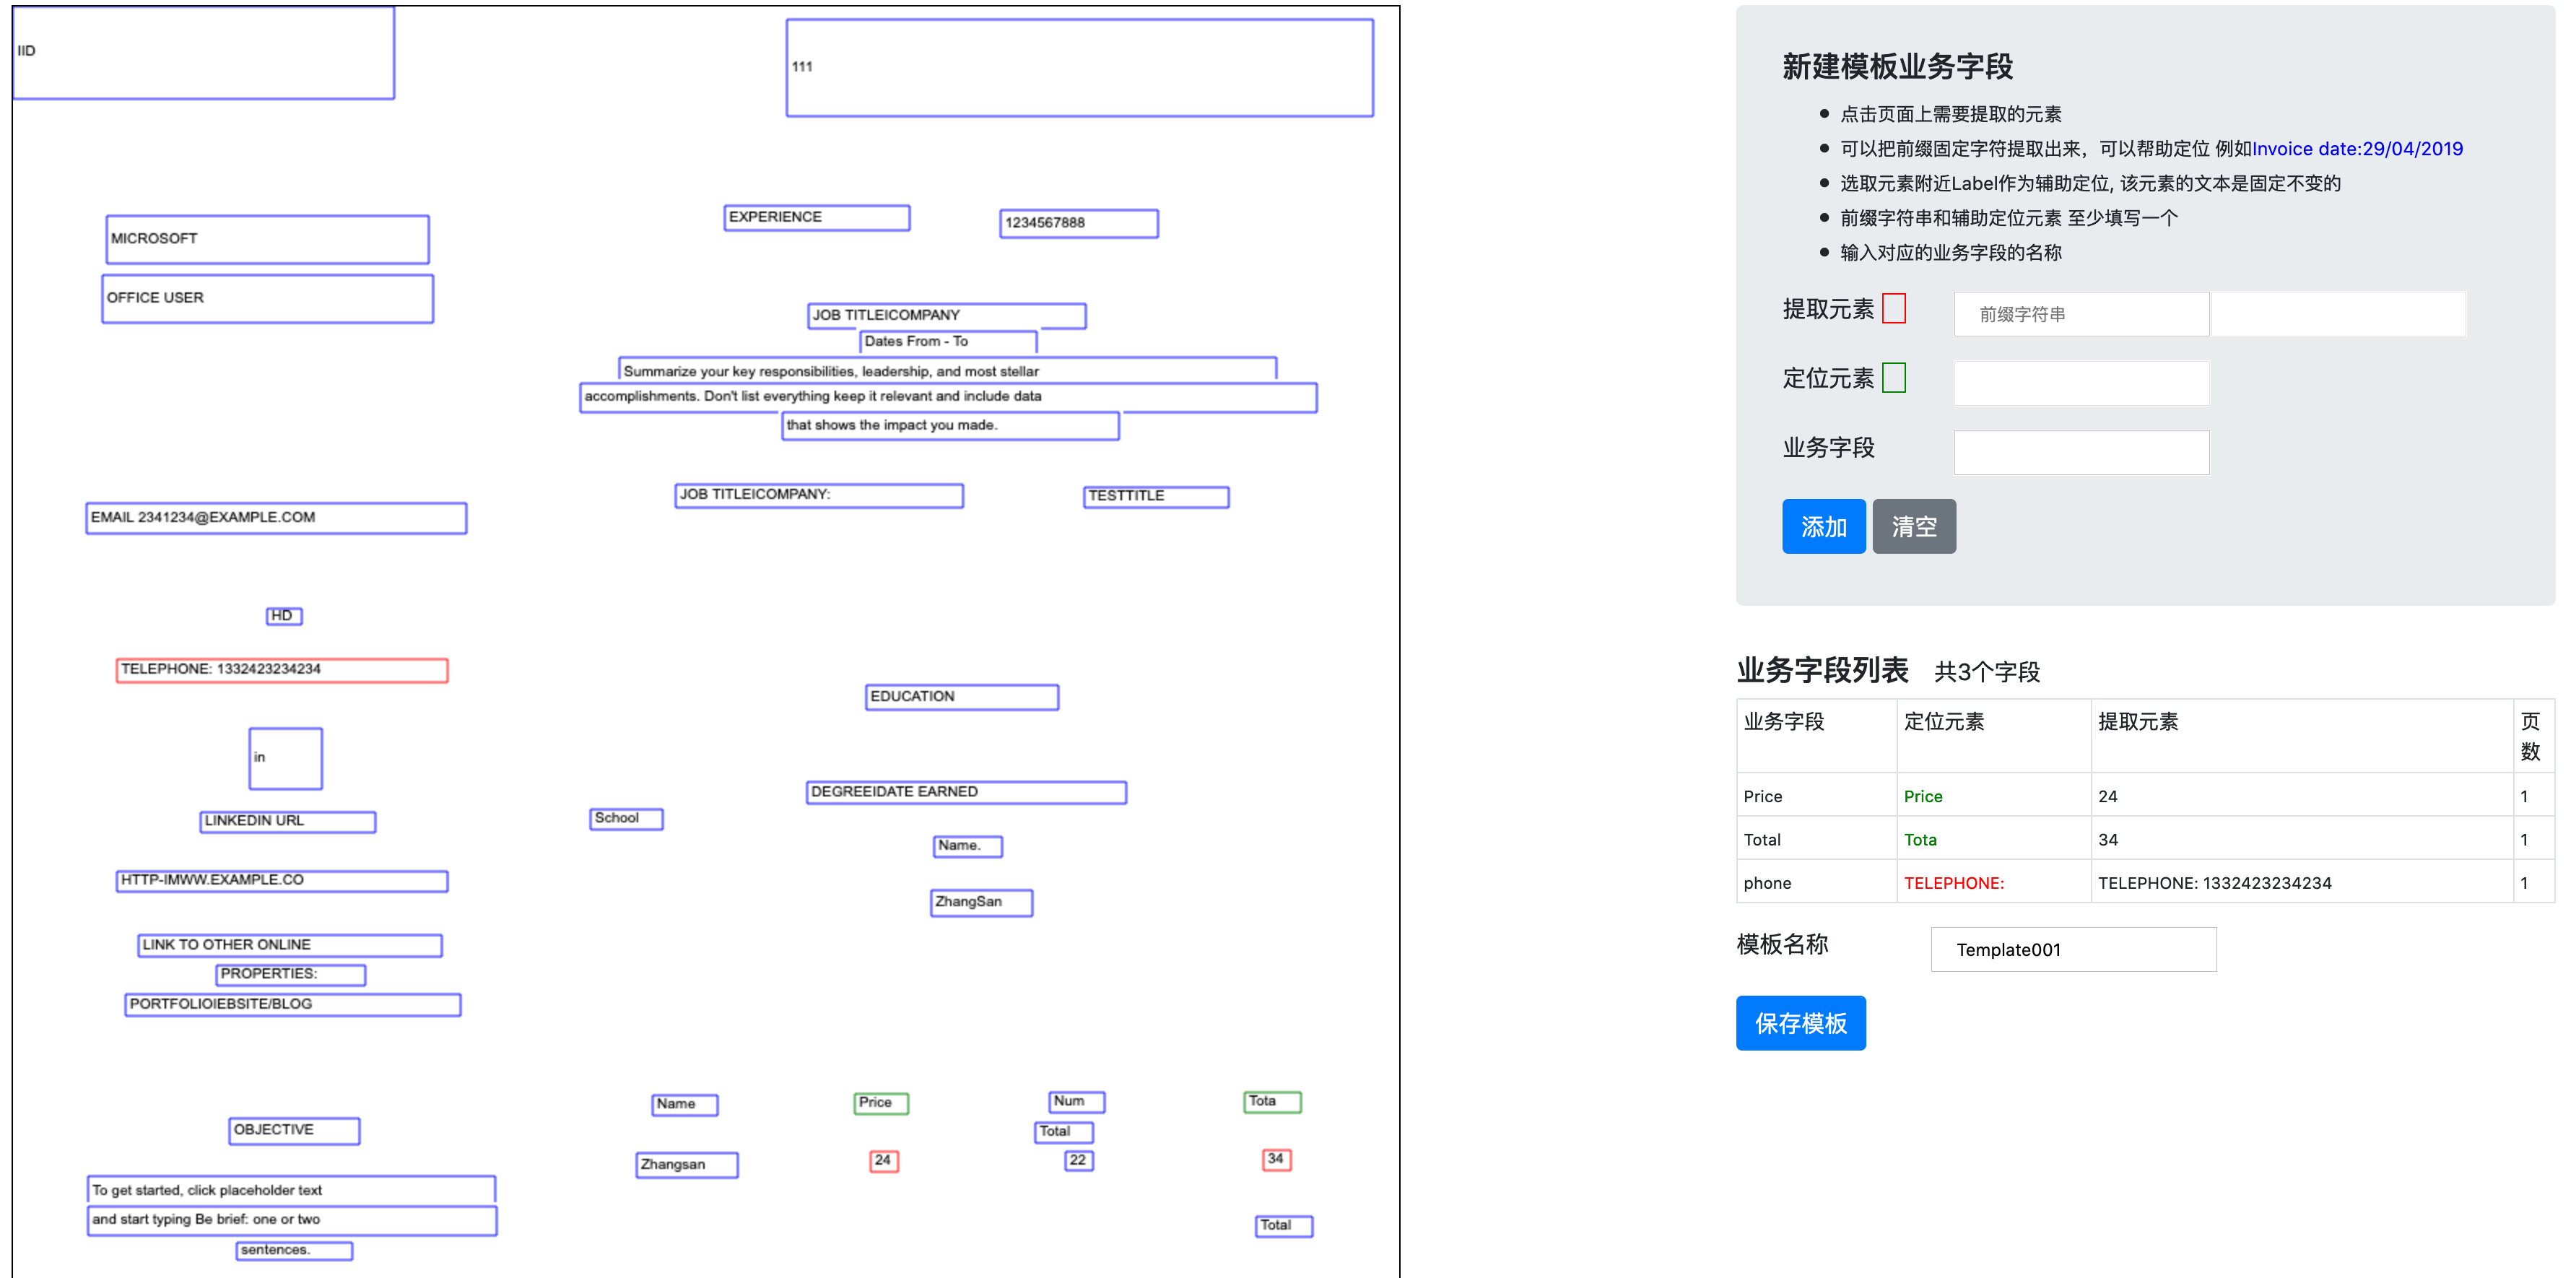 IID
111
EXPERIENCE
1234567888
MICROSOFT
OFFICE USER
JOB TITLEICOMPANY
Dates From - To
Summarize your key responsibilities, leadership, and most stellar
accomplishments. Don't list everything keep it relevant and include data
that shows the impact you made.
JOB TITLEICOMPANY:
TESTTITLE
EMAIL 2341234@EXAMPLE.COM
HD
TELEPHONE: 1332423234234
EDUCATION
in
DEGREEIDATE EARNED
LINKEDIN URL
School
Name.
HTTP-IMWW.EXAMPLE.CO
ZhangSan
LINK TO OTHER ONLINE
PROPERTIES:
PORTFOLIOIEBSITE/BLOG
Name
Price
Num
Tota
OBJECTIVE
Total
Zhangsan
24
22
34
To get started, click placeholder text
and start typing Be brief: one or two
Total
sentences.
新建模板业务字段
点击页面上需要提取的元素
可以把前缀固定字符提取出来，可以帮助定位 例如Invoice date:29/04/2019
选取元素附近Label作为辅助定位, 该元素的文本是固定不变的
前缀字符串和辅助定位元素 至少填写一个
输入对应的业务字段的名称
提取元素 前缀字符串
定位元素
业务字段
添加 清空
业务字段列表 共3个字段
业务字段 定位元素 提取元素 页数
Price Price 24 1
Total Tota 34 1
phone TELEPHONE: TELEPHONE: 1332423234234 1
模板名称 Template001
保存模板